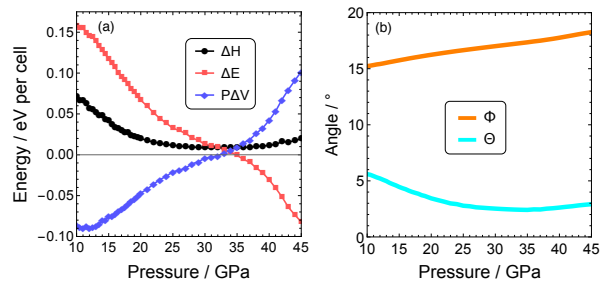 (a)
ΔH
ΔE
PΔV
Energy / eV per cell
0.15
0.10
0.05
0.00
-0.05
-0.10
10 15 20 25 30 35 40 45
Pressure / GPa
(b)
Φ
Θ
Angle / °
20
15
10
5
0
10 15 20 25 30 35 40 45
Pressure / GPa